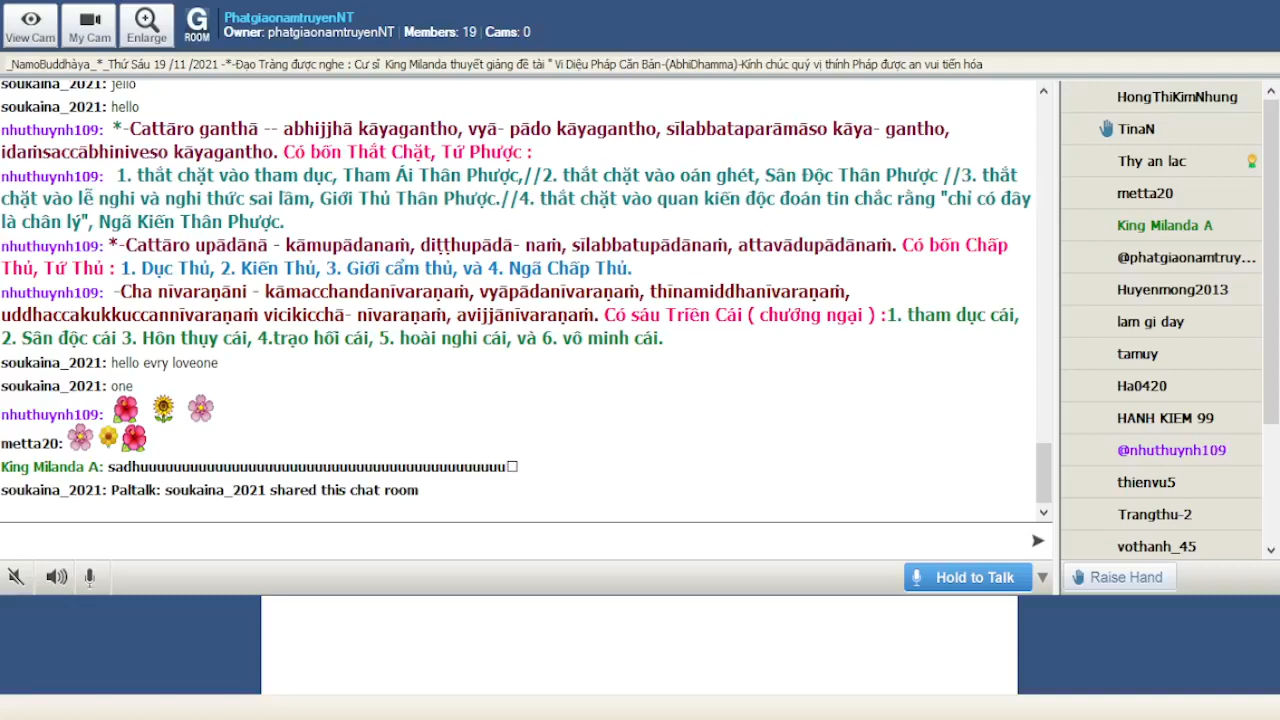 View Cam
My Cam
Enlarge
G
ROOM
PhatgiaonamtruyenNT
Owner: phatgiaonamtruyenNT | Members: 19 | Cams: 0
_NamoBuddhàya_*_Thứ Sáu 19 /11 /2021 -*-Đạo Tràng được nghe : Cư sĩ King Milanda thuyết giảng đề tài " Vi Diệu Pháp Căn Bản-(AbhiDhamma)-Kính chúc quý vị thính Pháp được an vui tiến hóa
soukaina_2021: jello
soukaina_2021: hello
nhuthuynh109: *-Cattāro ganthā -- abhijjhā kāyagantho, vyā- pādo kāyagantho, sīlabbataparāmāso kāya- gantho,
idaṁsaccābhiniveso kāyagantho. Có bốn Thắt Chặt, Tứ Phược :
nhuthuynh109: 1. thắt chặt vào tham dục, Tham Ái Thân Phược,//2. thắt chặt vào oán ghét, Sân Độc Thân Phược //3. thắt
chặt vào lễ nghi và nghi thức sai lầm, Giới Thủ Thân Phược.//4. thắt chặt vào quan kiến độc đoán tin chắc rằng "chỉ có đây
là chân lý", Ngã Kiến Thân Phược.
nhuthuynh109: *-Cattāro upādānā - kāmupādanaṁ, diṭṭhupādā- naṁ, sīlabbatupādānaṁ, attavādupādānaṁ. Có bốn Chấp
Thủ, Tứ Thủ : 1. Dục Thủ, 2. Kiến Thủ, 3. Giới cấm thủ, và 4. Ngã Chấp Thủ.
nhuthuynh109: -Cha nīvaraṇāni - kāmacchandanīvaraṇaṁ, vyāpādanīvaraṇaṁ, thīnamiddhanīvaraṇaṁ,
uddhaccakukkuccannīvaraṇaṁ vicikicchā- nīvaraṇaṁ, avijjānīvaraṇaṁ. Có sáu Triền Cái ( chướng ngại ) :1. tham dục cái,
2. Sân độc cái 3. Hôn thụy cái, 4.trạo hối cái, 5. hoài nghi cái, và 6. vô minh cái.
soukaina_2021: hello evry loveone
soukaina_2021: one
nhuthuynh109:
metta20:
King Milanda A: sadhuuuuuuuuuuuuuuuuuuuuuuuuuuuuuuuuuuuuuuuuuuuu
soukaina_2021: Paltalk: soukaina_2021 shared this chat room
HongThiKimNhung
TinaN
Thy an lac
metta20
King Milanda A
@phatgiaonamtruy...
Huyenmong2013
lam gi day
tamuy
Ha0420
HANH KIEM 99
@nhuthuynh109
thienvu5
Trangthu-2
vothanh_45
Hold to Talk
Raise Hand